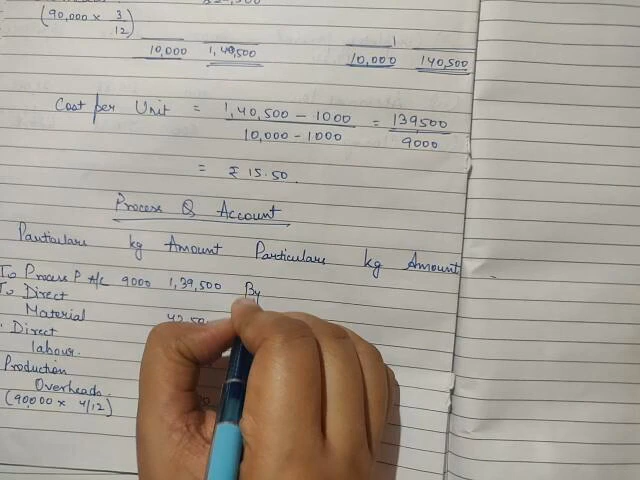 (90,000 × 3/12)
10,000 1,40,500 10,000 140,500
Cost per Unit = 1,40,500 - 1000 / 10,000 - 1000 = 139500 / 9000
= ₹ 15.50.
Process Q Account
Particulars kg Amount Particulars kg Amount
To Process P A/c 9000 1,39,500 By
To Direct
Material
Direct
labour.
Production
Overheads.
(90,000 × 4/12)